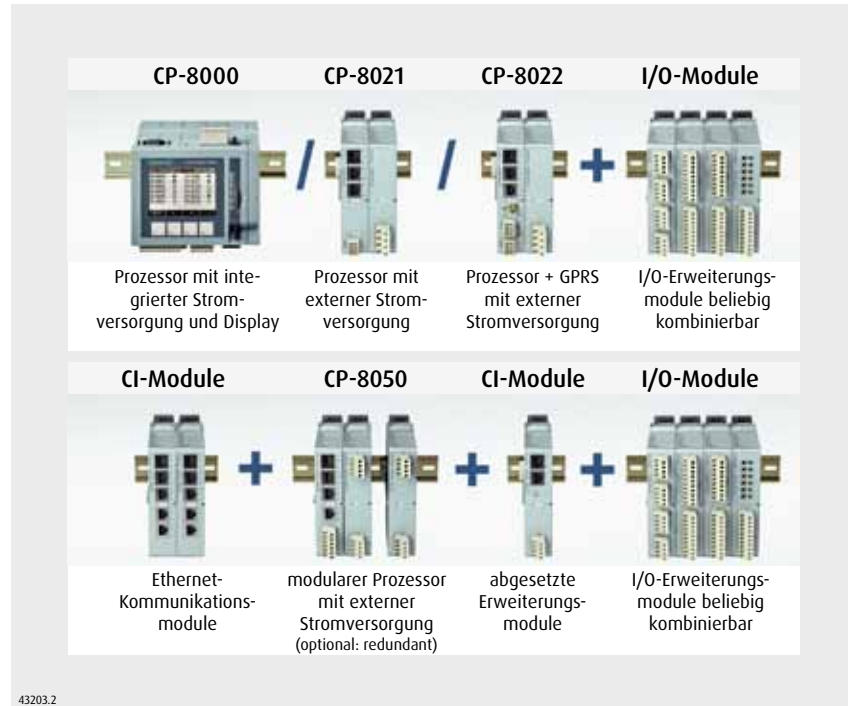 CP-8000
CP-8021
CP-8022
I/O-Module
/
/
+
Prozessor mit inte-
grierter Strom-
versorgung und Display
Prozessor mit
externer Strom-
versorgung
Prozessor + GPRS
mit externer
Stromversorgung
I/O-Erweiterungs-
module beliebig
kombinierbar
CI-Module
CP-8050
CI-Module
I/O-Module
+
+
+
Ethernet-
Kommunikations-
module
modularer Prozessor
mit externer
Stromversorgung
(optional: redundant)
abgesetzte
Erweiterungs-
module
I/O-Erweiterungs-
module beliebig
kombinierbar
43203.2